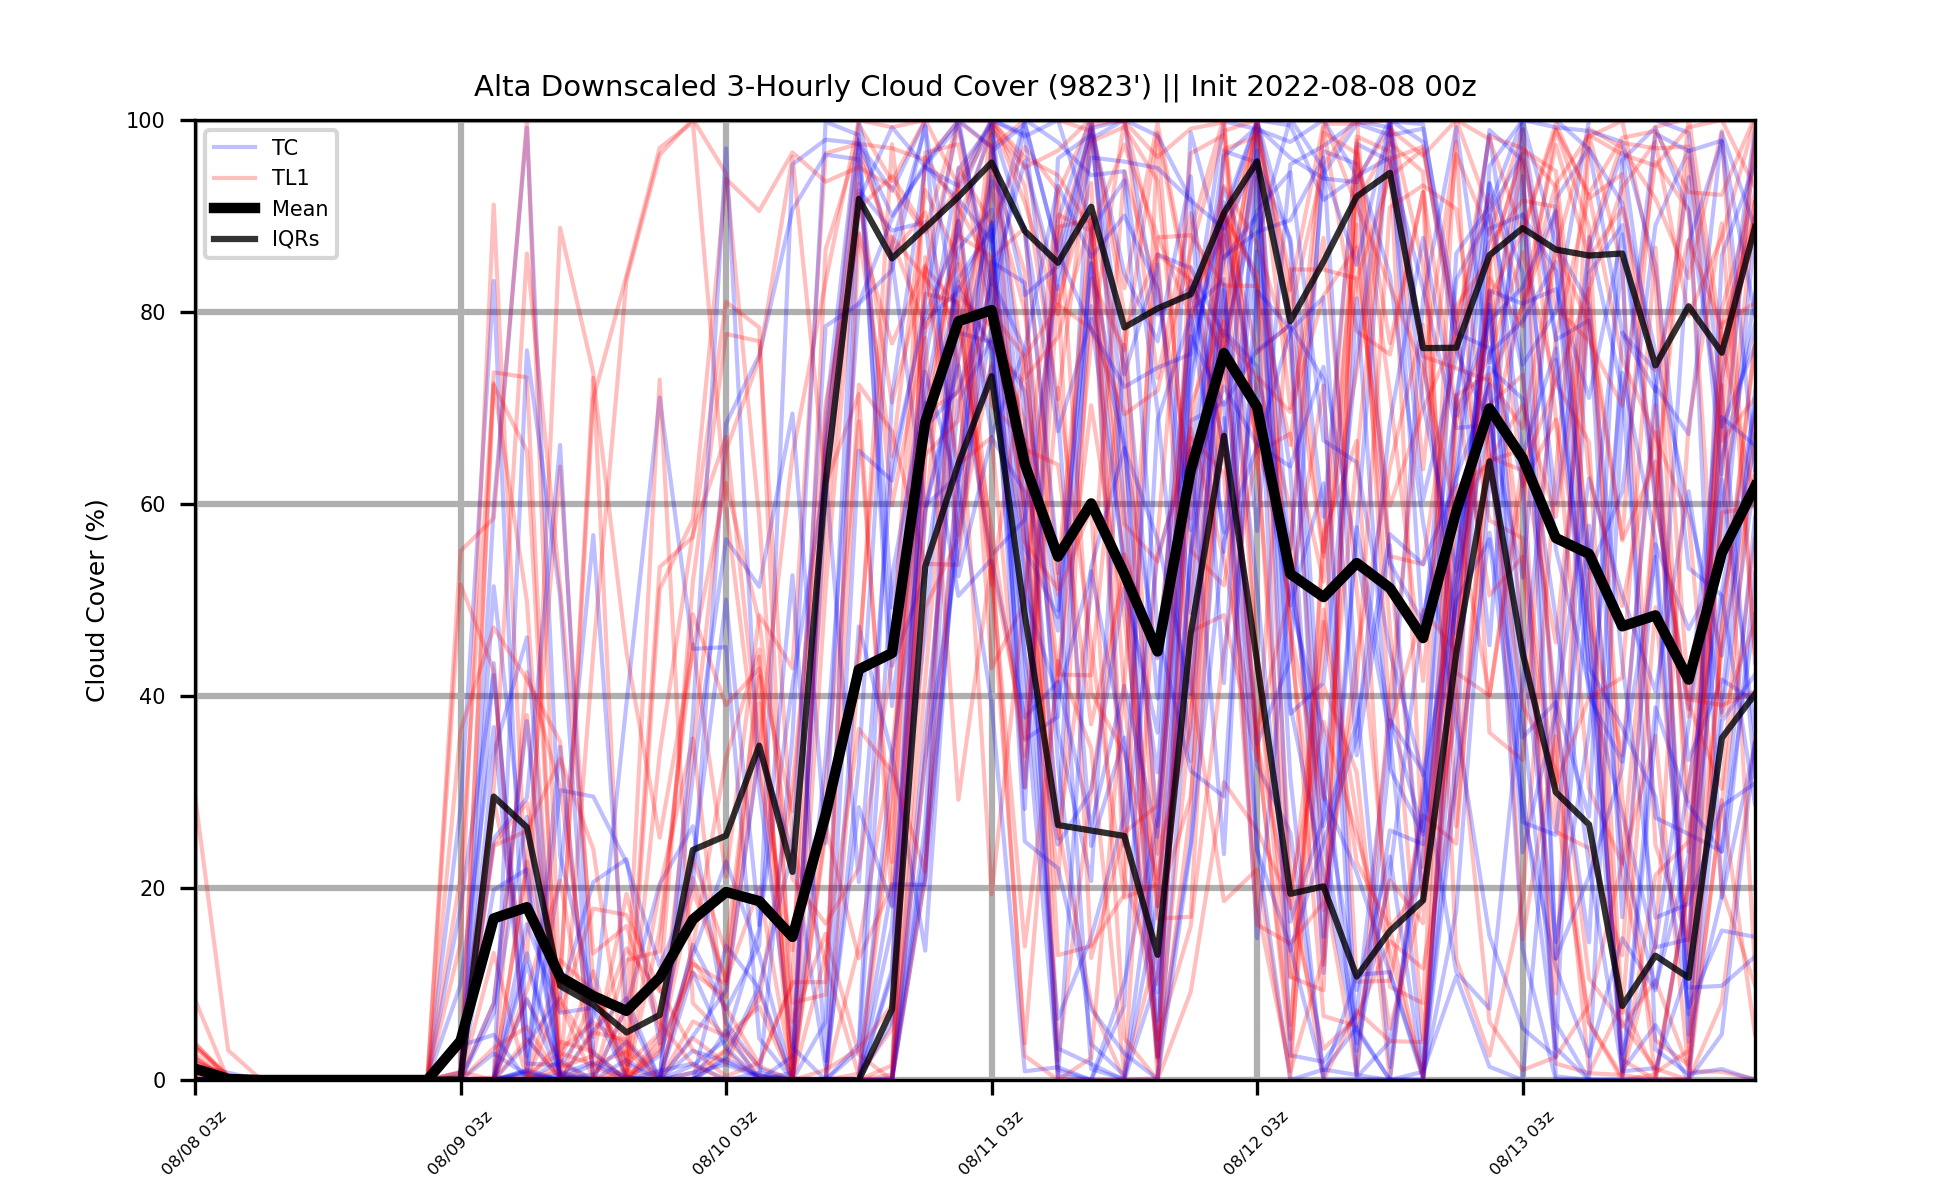 Alta Downscaled 3-Hourly Cloud Cover (9823') || Init 2022-08-08 00z
TC
TL1
Mean
IQRs
Cloud Cover (%)
100
80
60
40
20
0
08/08 03z
08/09 03z
08/10 03z
08/11 03z
08/12 03z
08/13 03z